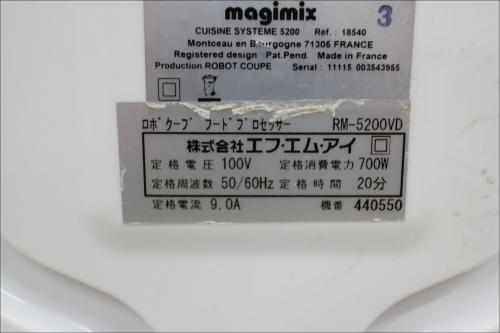 magimix
3
CUISINE SYSTEME 5200 Réf.: 18540
Montceau en Bourgogne 71305 FRANCE
Registered design Pat.Pend. Made in France
Production ROBOT COUPE Serial : 11115 003543955
ロボクープ フードプロセッサー RM-5200VD
株式会社エフ・エム・アイ
定格電圧 100V 定格消費電力 700W
定格周波数 50/60Hz 定格時間 20分
定格電流 9.0A 機番 440550